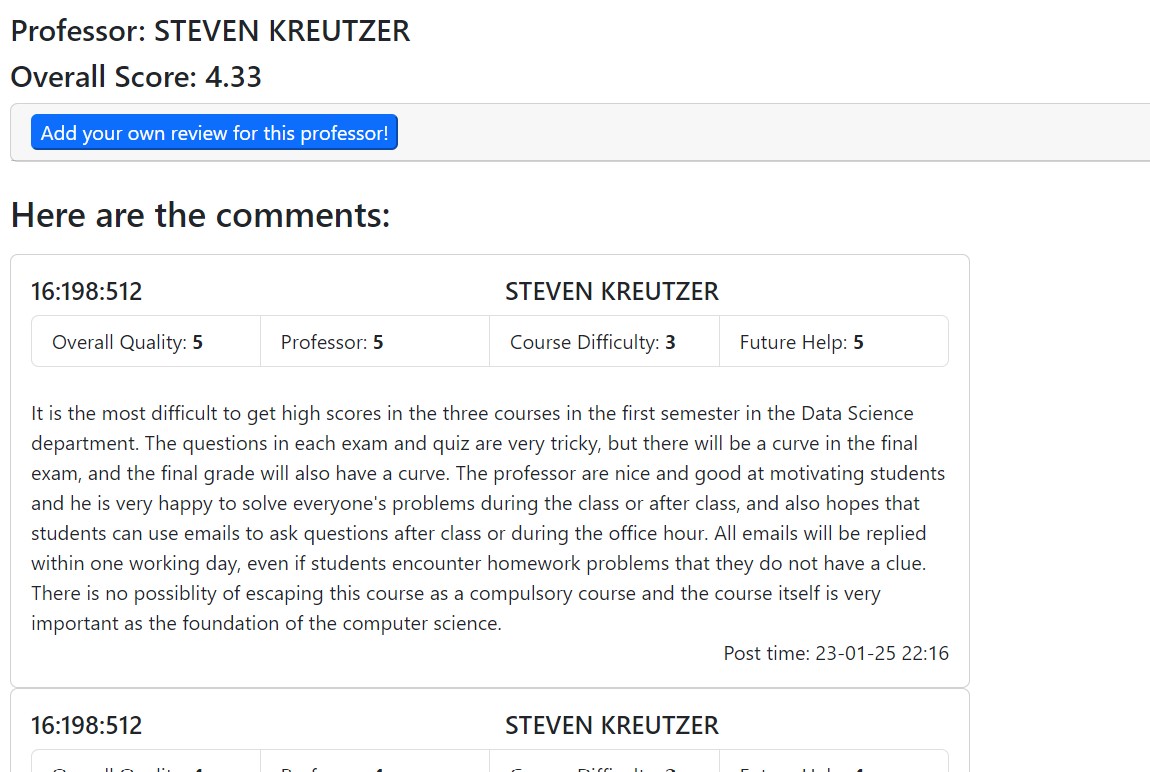 Professor: STEVEN KREUTZER
Overall Score: 4.33
Add your own review for this professor!
Here are the comments:
16:198:512 STEVEN KREUTZER
Overall Quality: 5 Professor: 5 Course Difficulty: 3 Future Help: 5
It is the most difficult to get high scores in the three courses in the first semester in the Data Science
department. The questions in each exam and quiz are very tricky, but there will be a curve in the final
exam, and the final grade will also have a curve. The professor are nice and good at motivating students
and he is very happy to solve everyone's problems during the class or after class, and also hopes that
students can use emails to ask questions after class or during the office hour. All emails will be replied
within one working day, even if students encounter homework problems that they do not have a clue.
There is no possiblity of escaping this course as a compulsory course and the course itself is very
important as the foundation of the computer science.
Post time: 23-01-25 22:16
16:198:512 STEVEN KREUTZER